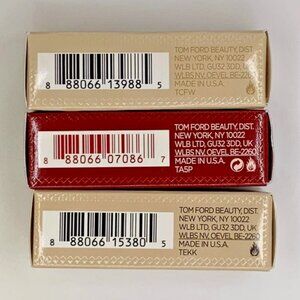 8 88066 13988 5
TOM FORD BEAUTY, DIST.
NEW YORK, NY 10022
WLB LTD, GU32 3DD, UK
WLBS NV, OEVEL BE-2260
MADE IN U.S.A.
TCFW
8 88066 07086 7
TOM FORD BEAUTY, DIST.
NEW YORK, NY 10022
WLB LTD, GU32 3DD, UK
WLBS NV, OEVEL BE-2260
MADE IN U.S.A.
TA5P
8 88066 15380 5
TOM FORD BEAUTY, DIST.
NEW YORK, NY 10022
WLB LTD, GU32 3DD, UK
WLBS NV, OEVEL BE-2260
MADE IN U.S.A.
TEKK